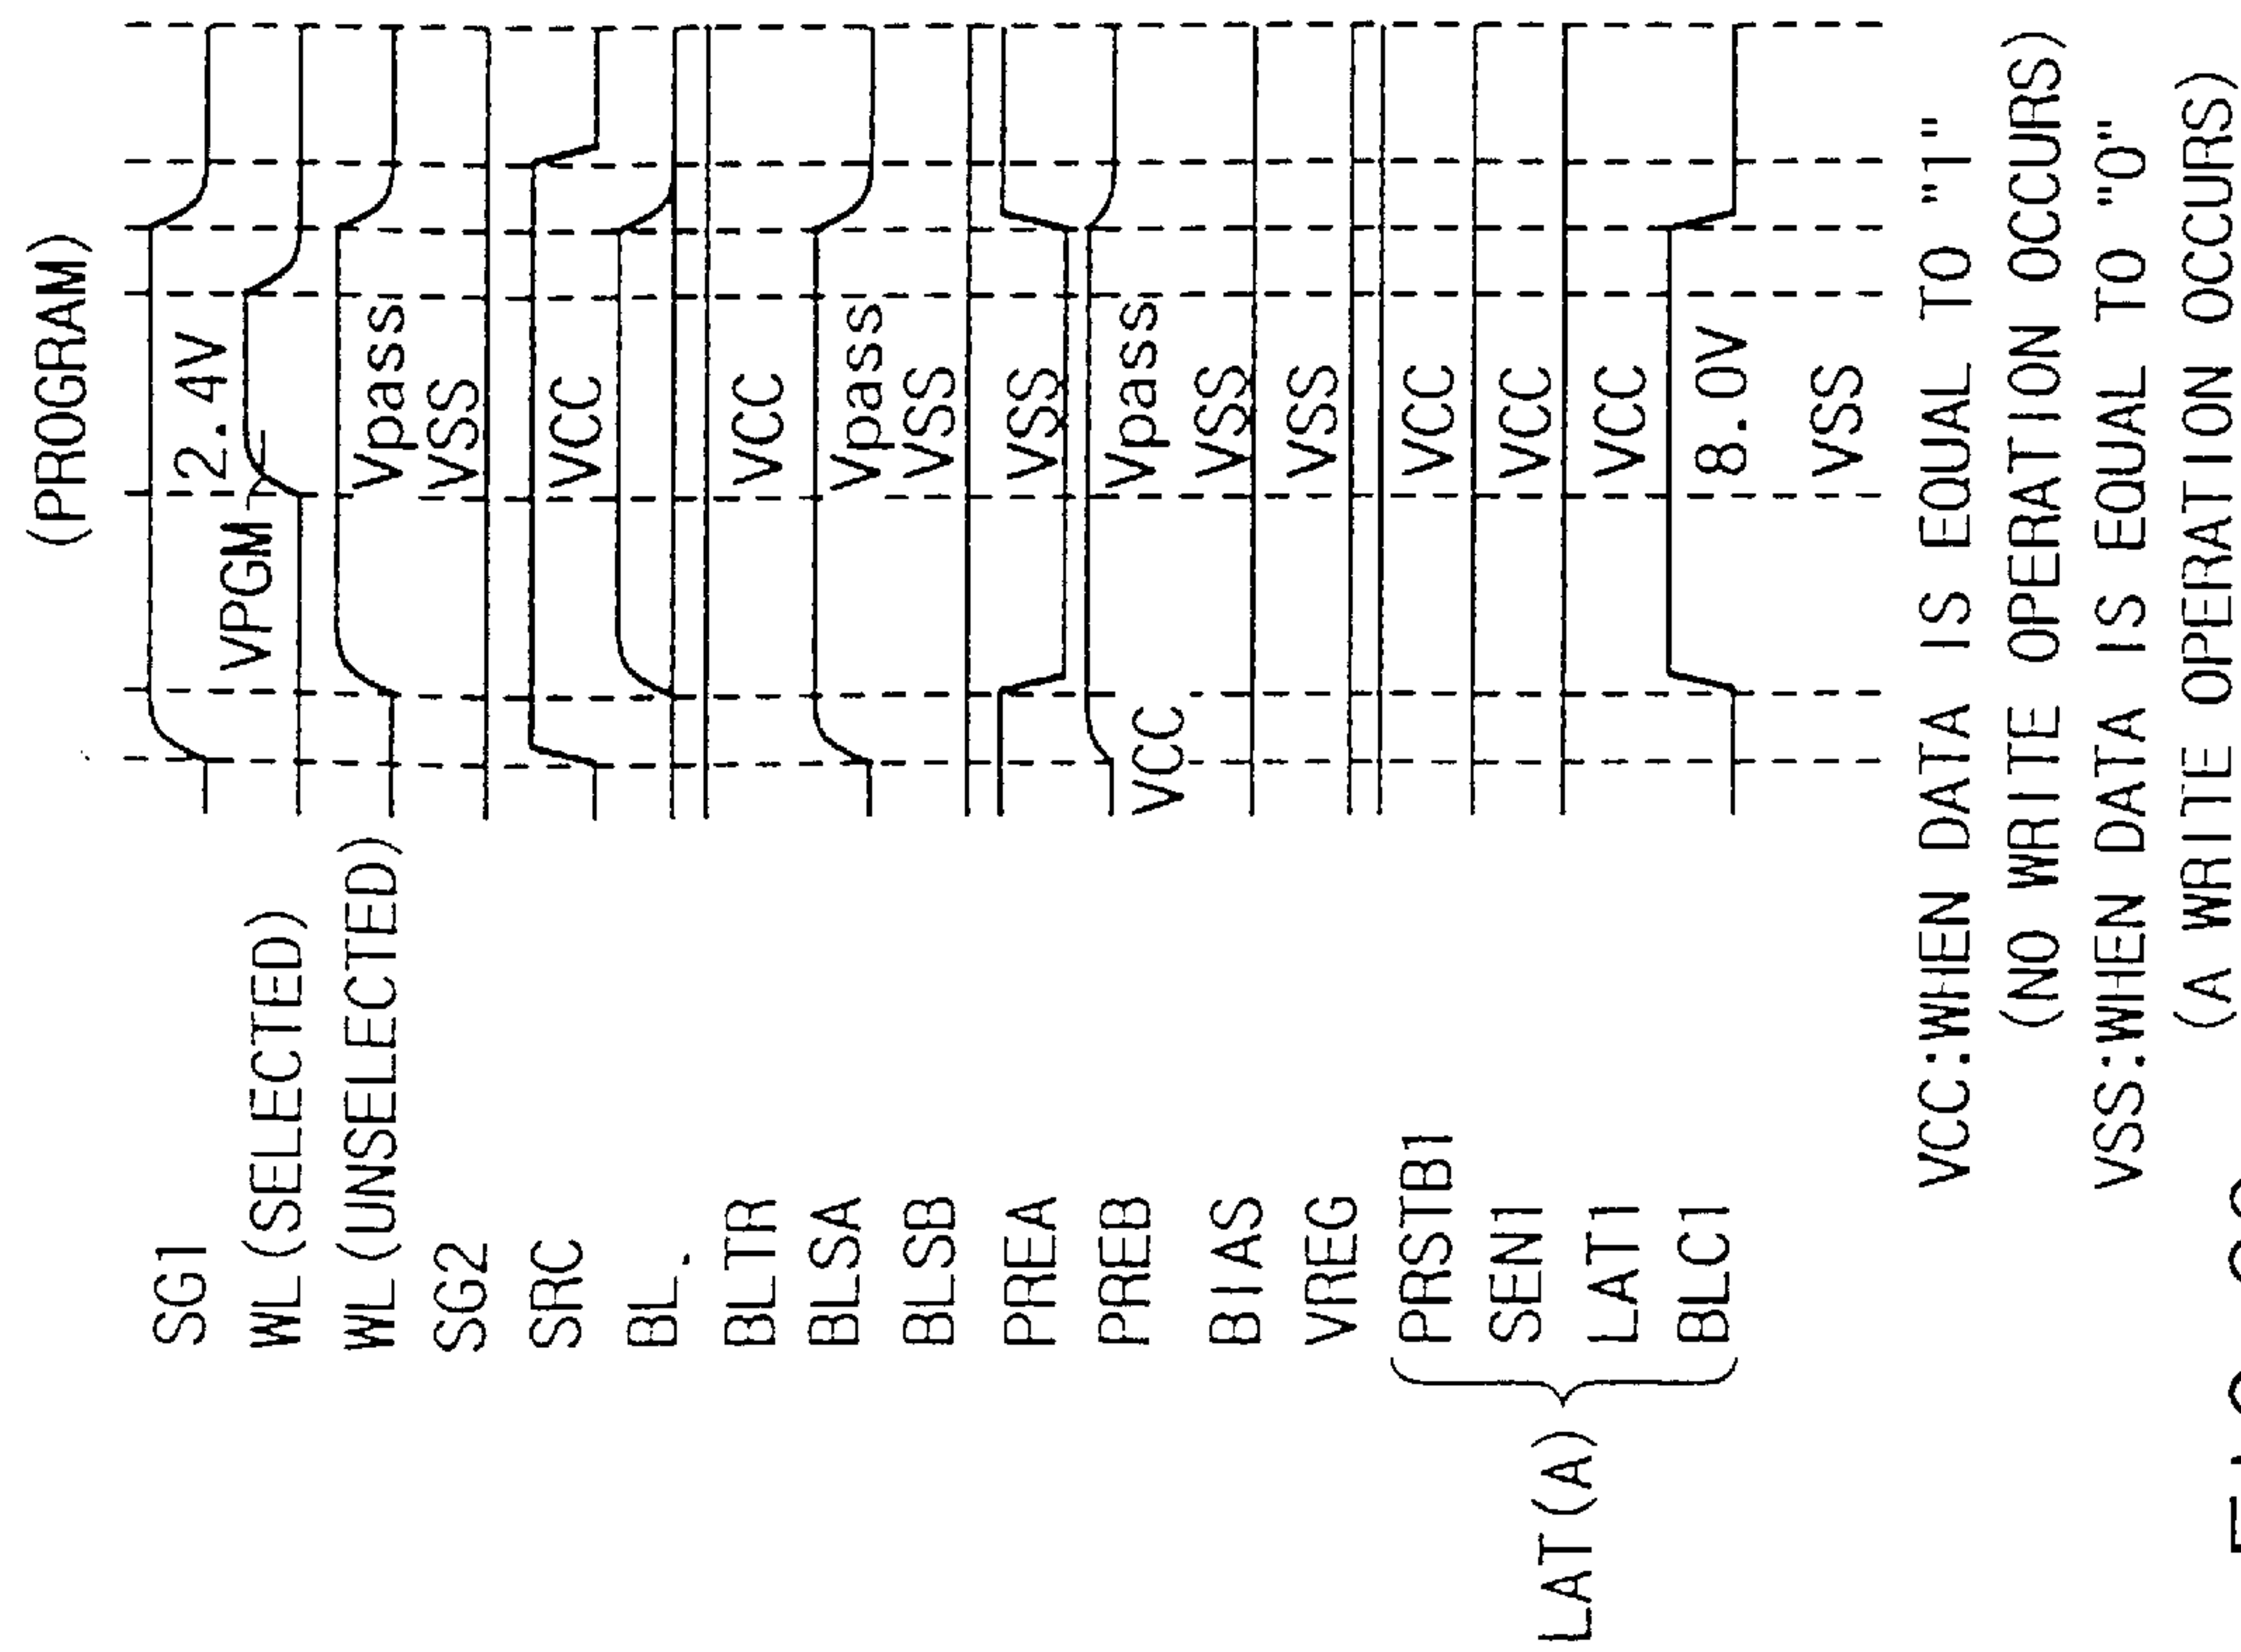 (PROGRAM)
SG1
2.4V
WL(SELECTED)
VPGM
WL(UNSELECTED)
Vpass
SG2
VSS
SRC
VCC
BL
BLTR
VCC
BLSA
Vpass
BLSB
VSS
PREA
VSS
PREB
VCC
Vpass
BIAS
VSS
VREG
VSS
LAT(A)
PRSTB1
VCC
SEN1
VCC
LAT1
VCC
BLC1
8.0V
VSS
VCC:WHEN DATA IS EQUAL TO "1"
(NO WRITE OPERATION OCCURS)
VSS:WHEN DATA IS EQUAL TO "0"
(A WRITE OPERATION OCCURS)